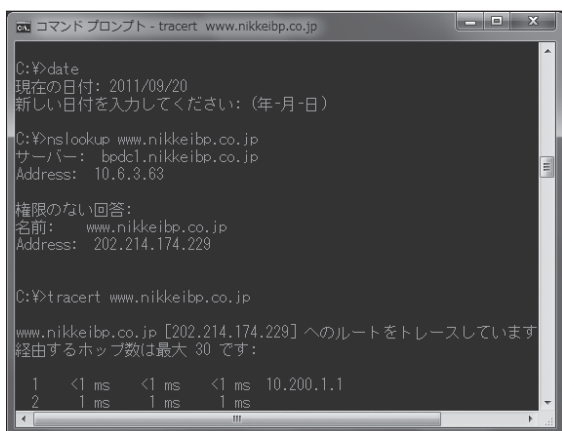 コマンド プロンプト - tracert www.nikkeibp.co.jp
C:¥>date
現在の日付: 2011/09/20
新しい日付を入力してください: (年-月-日)
C:¥>nslookup www.nikkeibp.co.jp
サーバー: bpdc1.nikkeibp.co.jp
Address: 10.6.3.63
権限のない回答:
名前: www.nikkeibp.co.jp
Address: 202.214.174.229
C:¥>tracert www.nikkeibp.co.jp
www.nikkeibp.co.jp [202.214.174.229] へのルートをトレースしています
経由するホップ数は最大 30 です:
1 <1 ms <1 ms <1 ms 10.200.1.1
2 1 ms 1 ms 1 ms